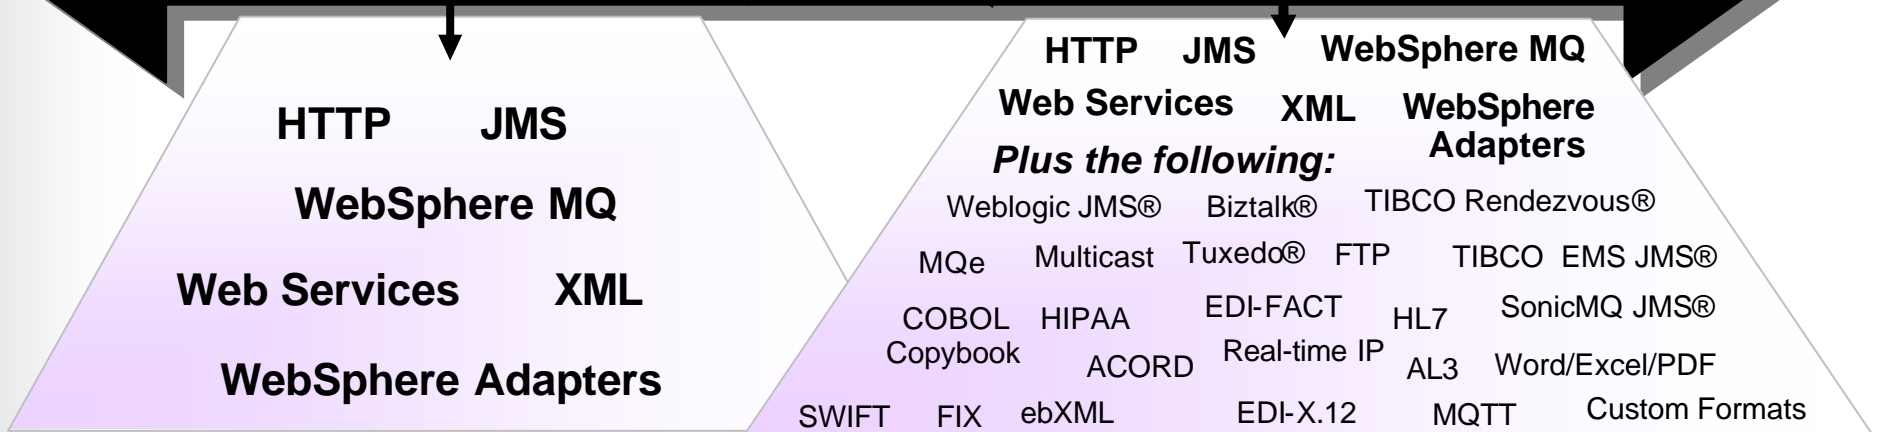 HTTP JMS
WebSphere MQ
Web Services XML
WebSphere Adapters
HTTP JMS WebSphere MQ
Web Services XML WebSphere
Adapters
Plus the following:
Weblogic JMS® Biztalk® TIBCO Rendezvous®
MQe Multicast Tuxedo® FTP TIBCO EMS JMS®
COBOL HIPAA EDI-FACT HL7 SonicMQ JMS®
Copybook ACORD Real-time IP AL3 Word/Excel/PDF
SWIFT FIX ebXML EDI-X.12 MQTT Custom Formats